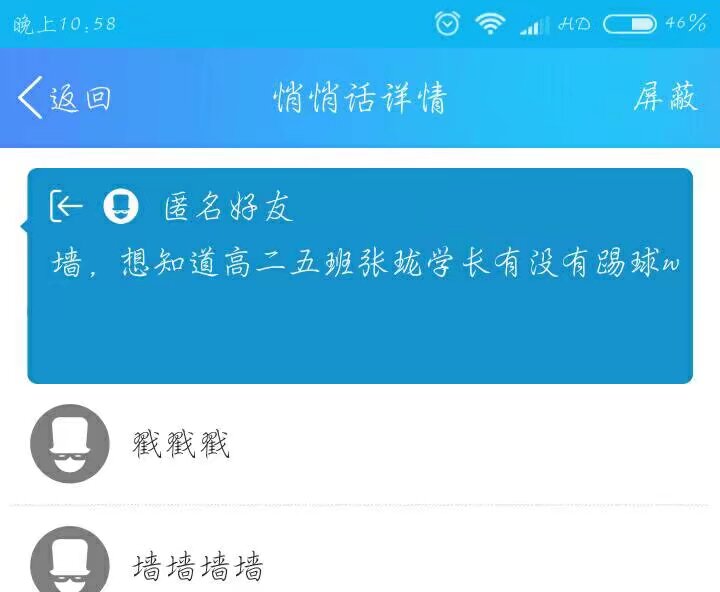 晚上10:58 HD 46%
返回 悄悄话详情 屏蔽
匿名好友
墙，想知道高二五班张珑学长有没有踢球w
戳戳戳
墙墙墙墙